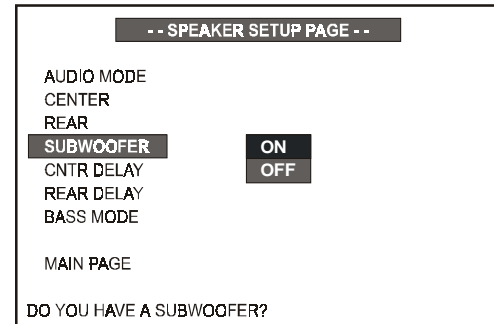 - - SPEAKER SETUP PAGE - -
AUDIO MODE
CENTER
REAR
SUBWOOFER ON
CNTR DELAY OFF
REAR DELAY
BASS MODE
MAIN PAGE
DO YOU HAVE A SUBWOOFER?